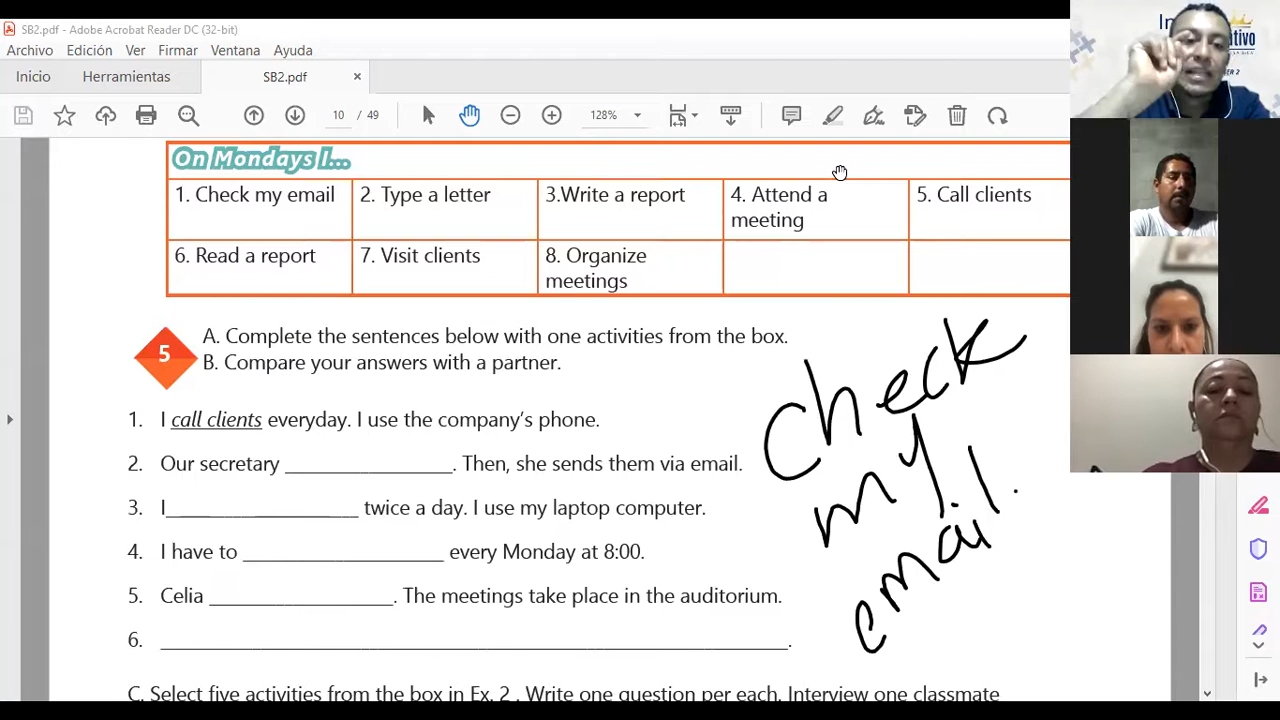 SB2.pdf - Adobe Acrobat Reader DC (32-bit)
Archivo Edición Ver Firmar Ventana Ayuda
Inicio Herramientas SB2.pdf ×
10 / 49 128%
On Mondays I...
1. Check my email
2. Type a letter
3.Write a report
4. Attend a
meeting
5. Call clients
6. Read a report
7. Visit clients
8. Organize
meetings
5
A. Complete the sentences below with one activities from the box.
B. Compare your answers with a partner.
1. I call clients everyday. I use the company's phone.
2. Our secretary ________________. Then, she sends them via email.
3. I__________________ twice a day. I use my laptop computer.
4. I have to ___________________ every Monday at 8:00.
5. Celia _________________. The meetings take place in the auditorium.
6. ____________________________________________________________.
check
my
email.
C. Select five activities from the box in Ex. 2 . Write one question per each. Interview one classmate